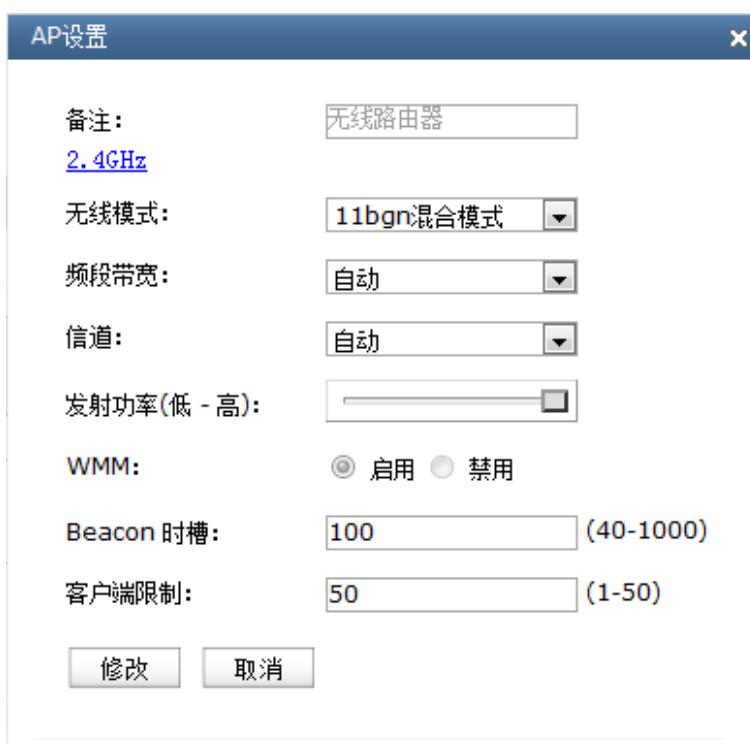 AP设置
备注: 无线路由器
2.4GHz
无线模式: 11bgn混合模式
频段带宽: 自动
信道: 自动
发射功率(低 - 高):
WMM: 启用 禁用
Beacon 时槽: 100 (40-1000)
客户端限制: 50 (1-50)
修改 取消